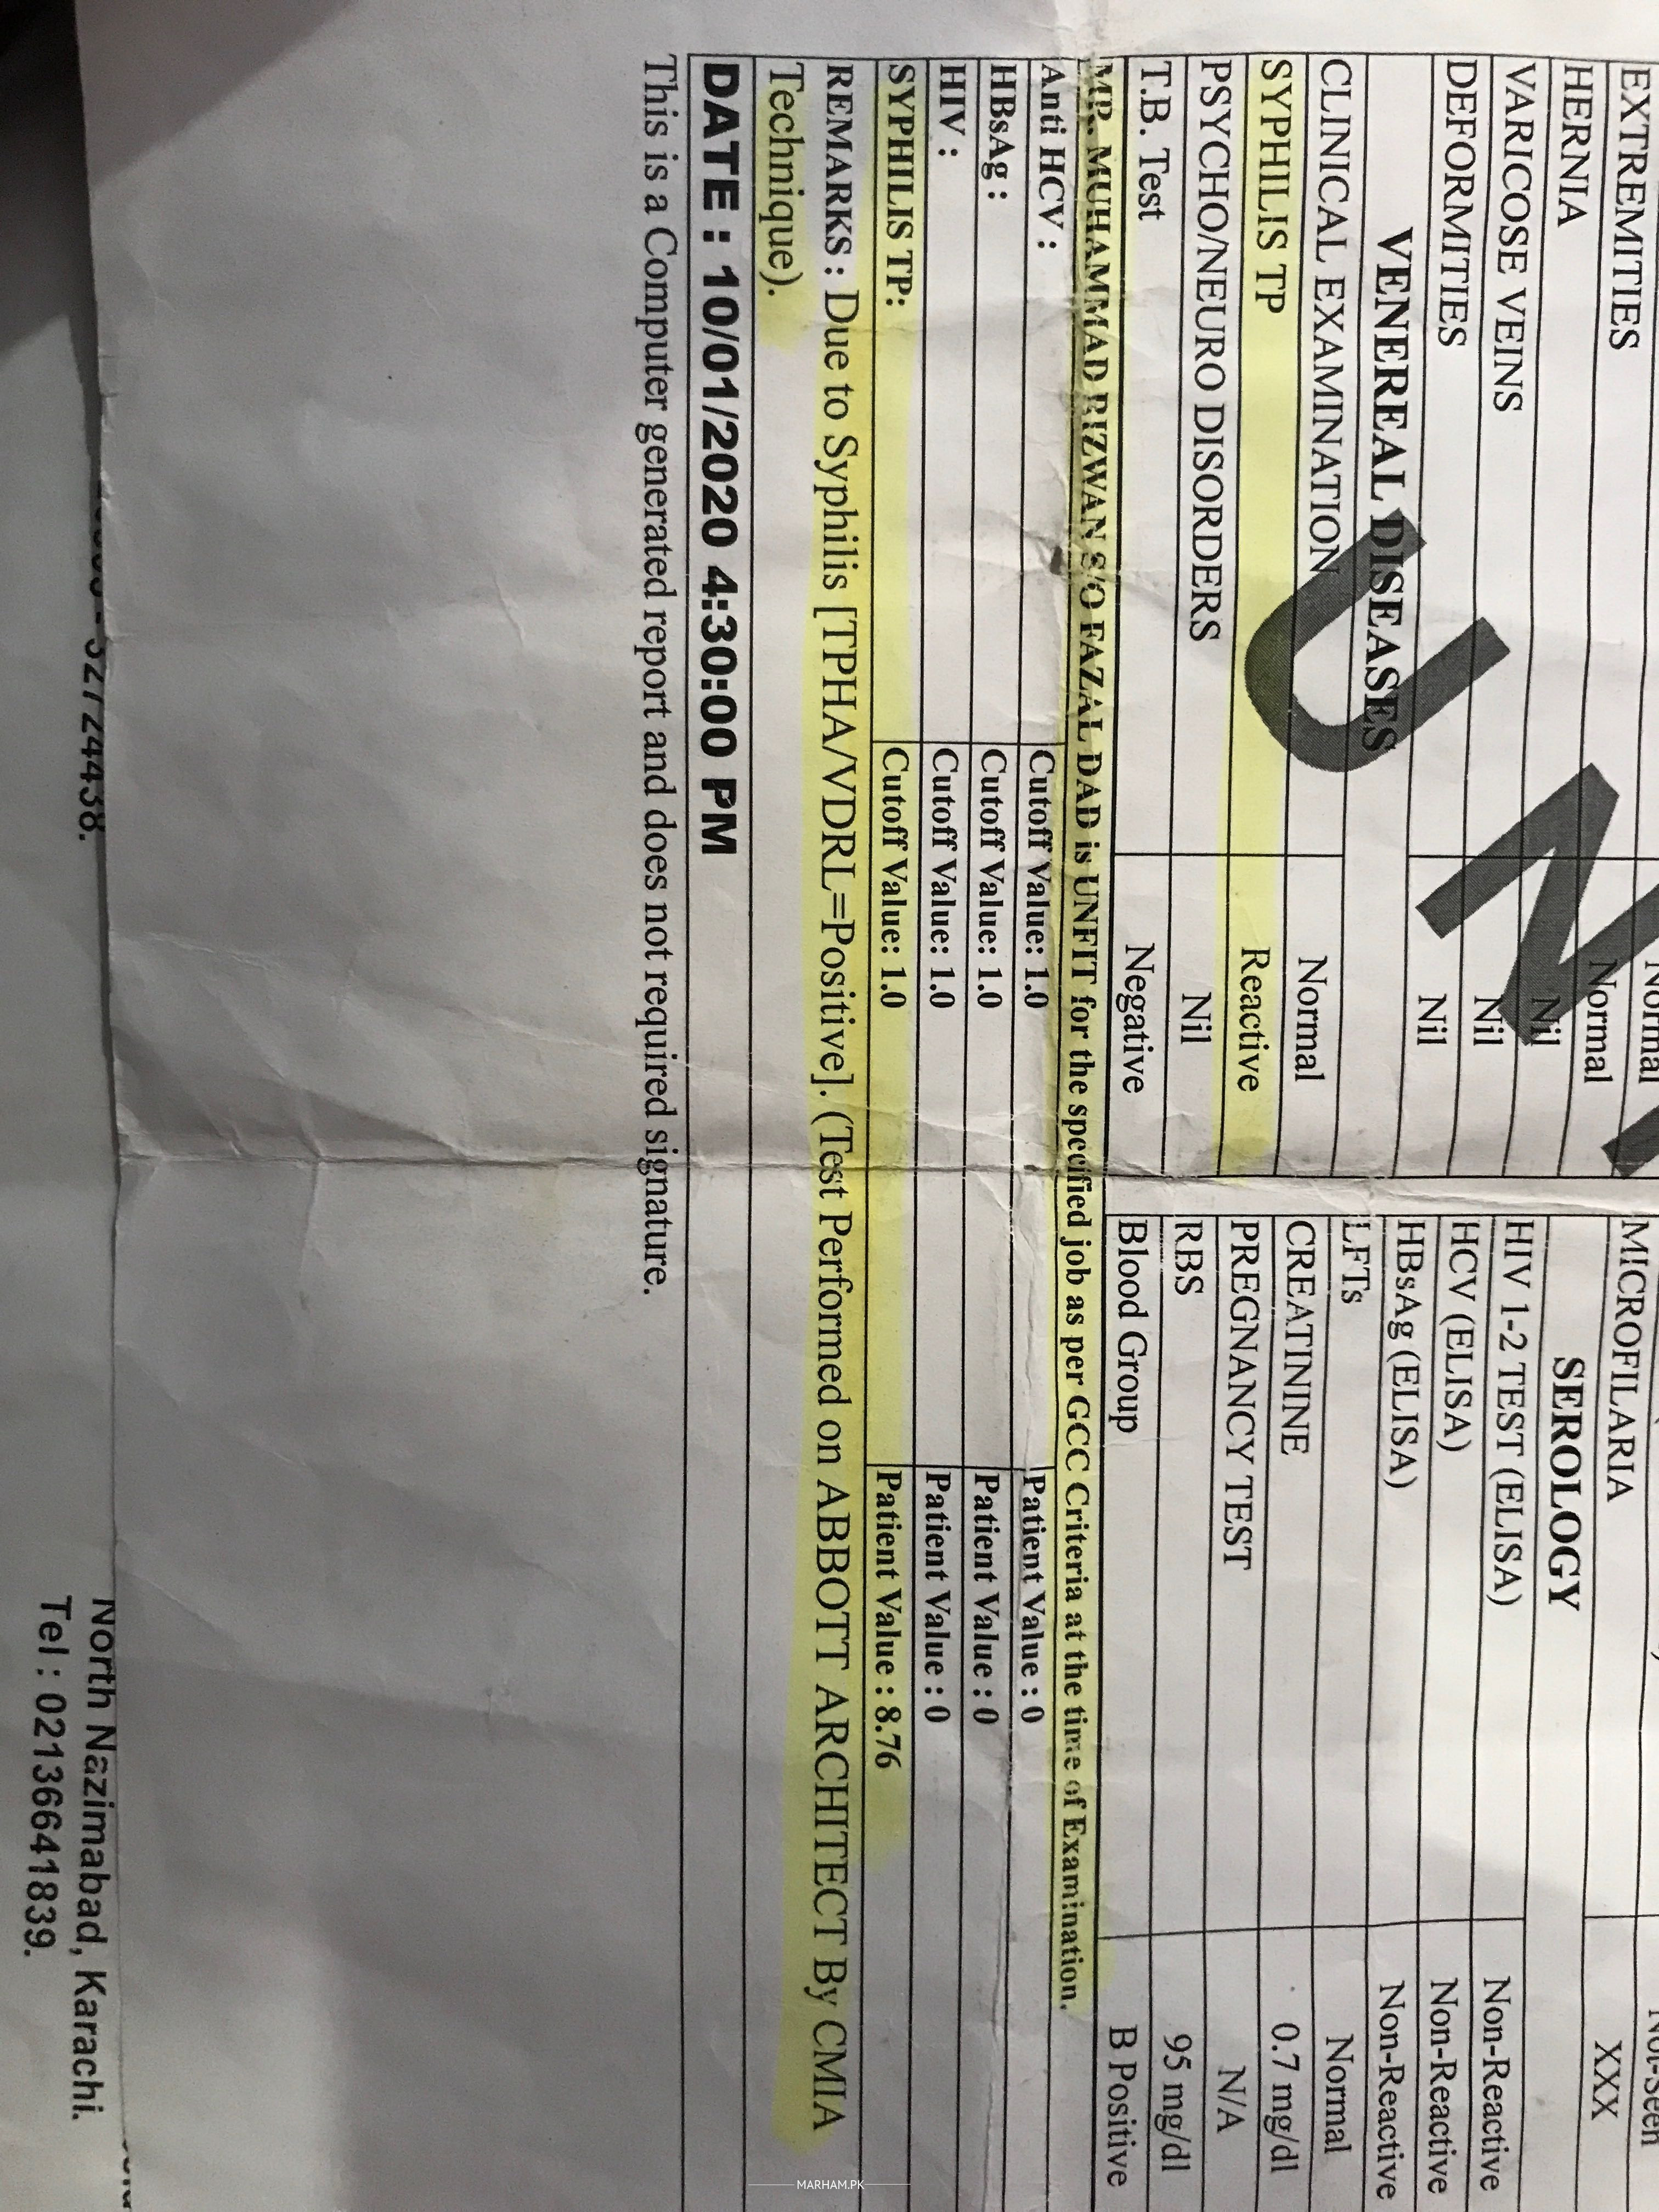 EXTREMITIES Normal
HERNIA Nil
VARICOSE VEINS Nil
DEFORMITIES Nil
VENEREAL DISEASES
CLINICAL EXAMINATION Normal
SYPHILIS TP Reactive
PSYCHO/NEURO DISORDERS Nil
T.B. Test Negative
MICROFILARIA XXX
SEROLOGY
HIV 1-2 TEST (ELISA) Non-Reactive
HCV (ELISA) Non-Reactive
HBsAg (ELISA) Non-Reactive
LFTs Normal
CREATININE 0.7 mg/dl
PREGNANCY TEST N/A
RBS 95 mg/dl
Blood Group B Positive
UN
MR. MUHAMMAD RIZWAN S/O FAZAL DAD is UNFIT for the specified job as per GCC Criteria at the time of Examination.
Anti HCV : Cutoff Value: 1.0 Patient Value : 0
HBsAg : Cutoff Value: 1.0 Patient Value : 0
HIV : Cutoff Value: 1.0 Patient Value : 0
SYPHILIS TP: Cutoff Value: 1.0 Patient Value : 8.76
REMARKS : Due to Syphilis [TPHA/VDRL=Positive]. (Test Performed on ABBOTT ARCHITECT By CMIA
Technique).
DATE : 10/01/2020 4:30:00 PM
This is a Computer generated report and does not required signature.
North Nazimabad, Karachi.
Tel : 02136641839.
MARHAM.PK